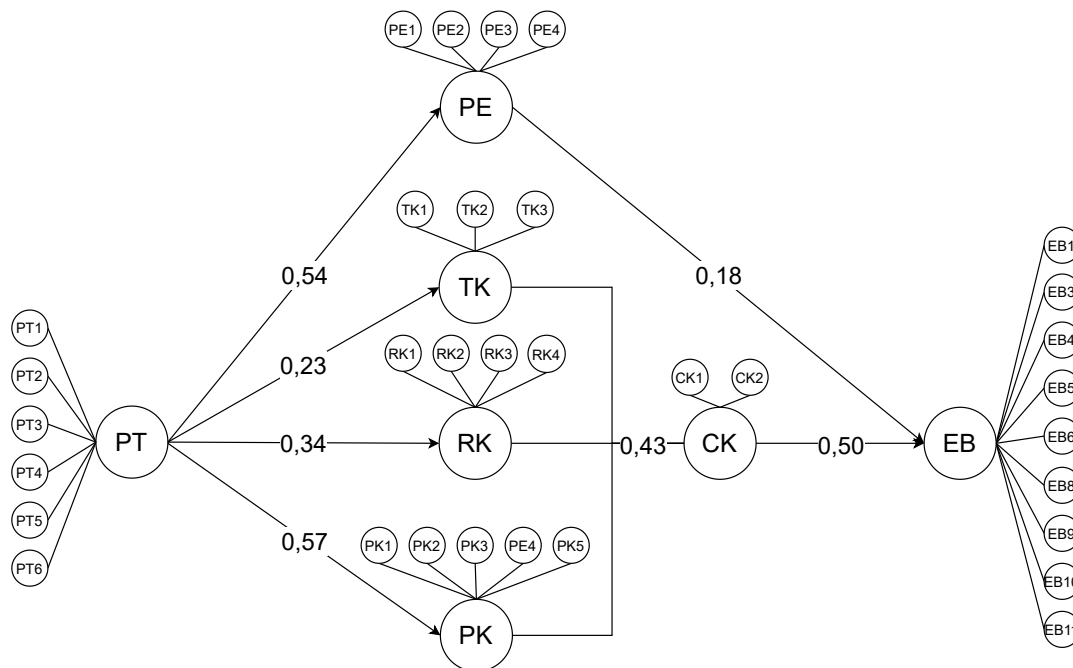 PE1
PE2
PE3
PE4
PE
TK1
TK2
TK3
0,54
TK
0,18
EB1
EB3
EB4
EB5
EB6
EB8
EB9
EB10
EB11
PT1
PT2
PT3
PT4
PT5
PT6
PT
0,23
RK1
RK2
RK3
RK4
CK1
CK2
0,34
RK
0,43
CK
0,50
EB
0,57
PK1
PK2
PK3
PE4
PK5
PK